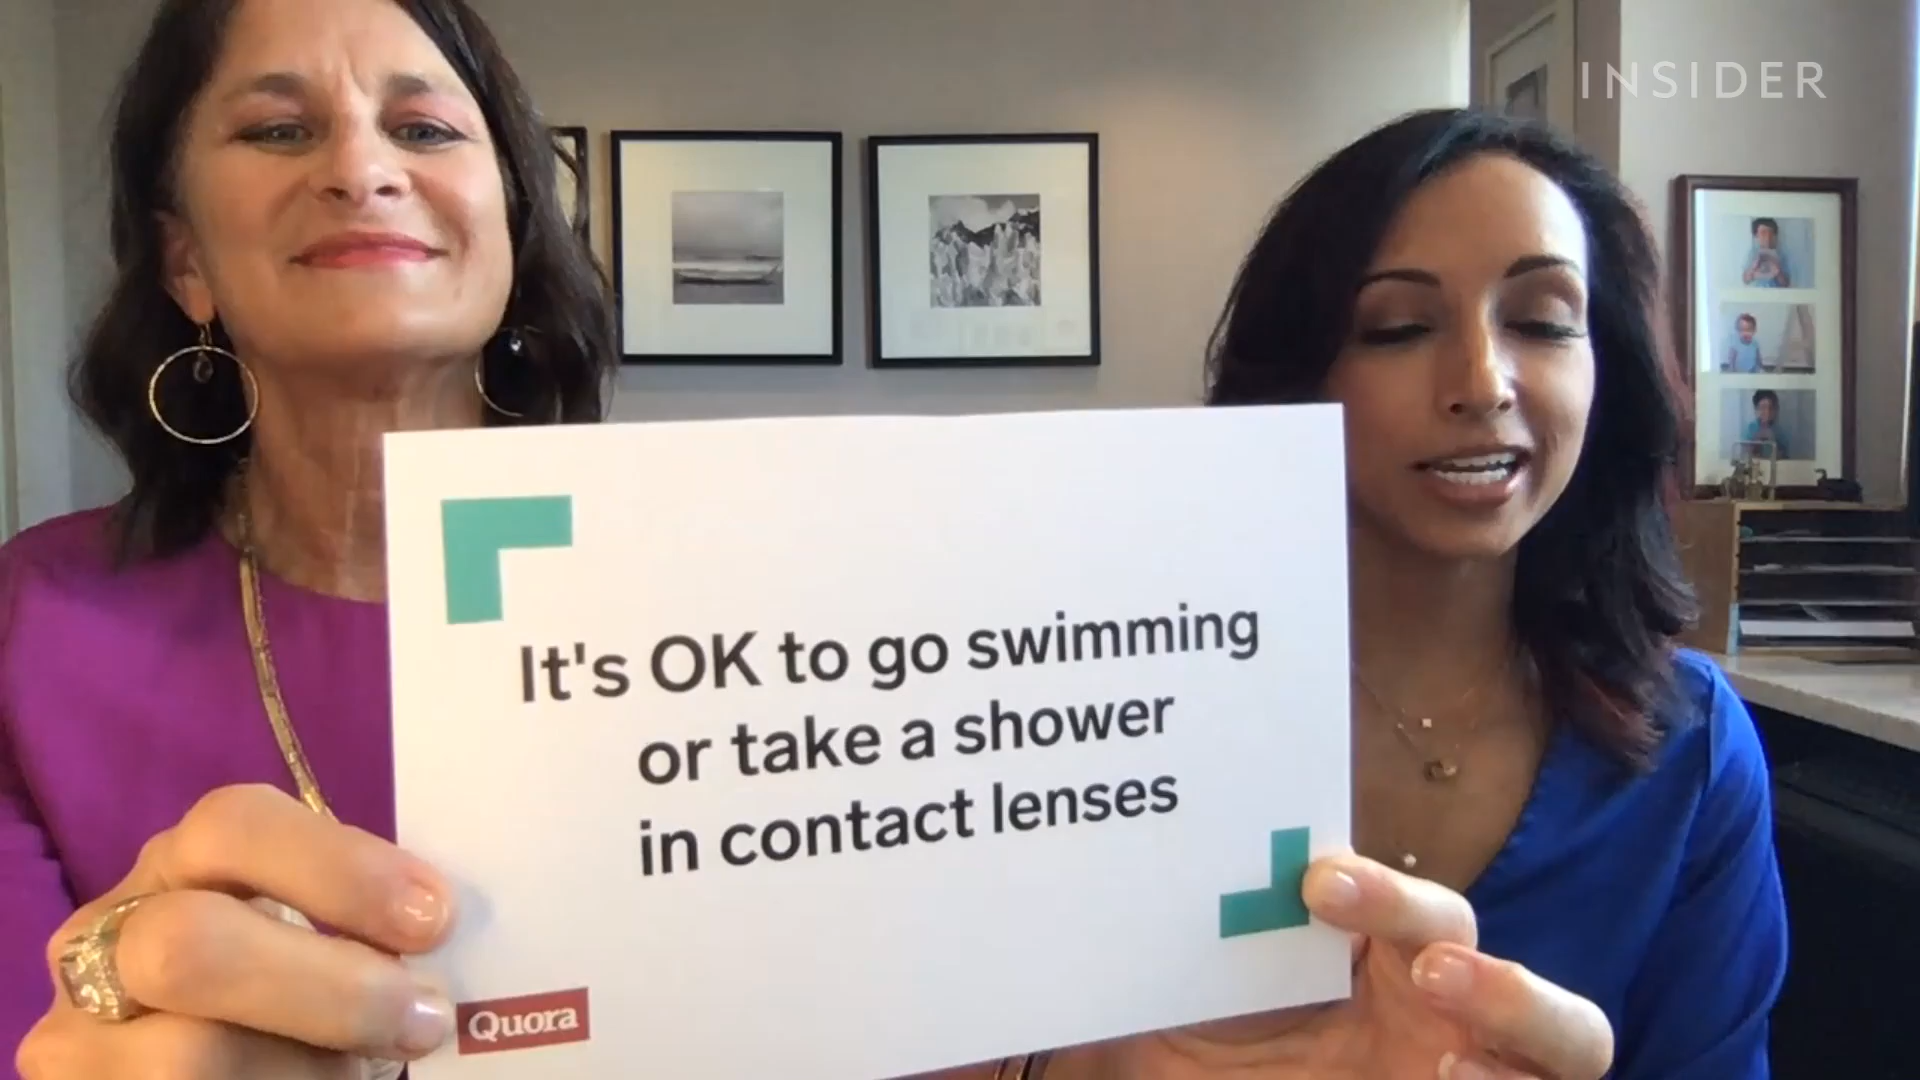 INSIDER
It's OK to go swimming
or take a shower
in contact lenses
Quora